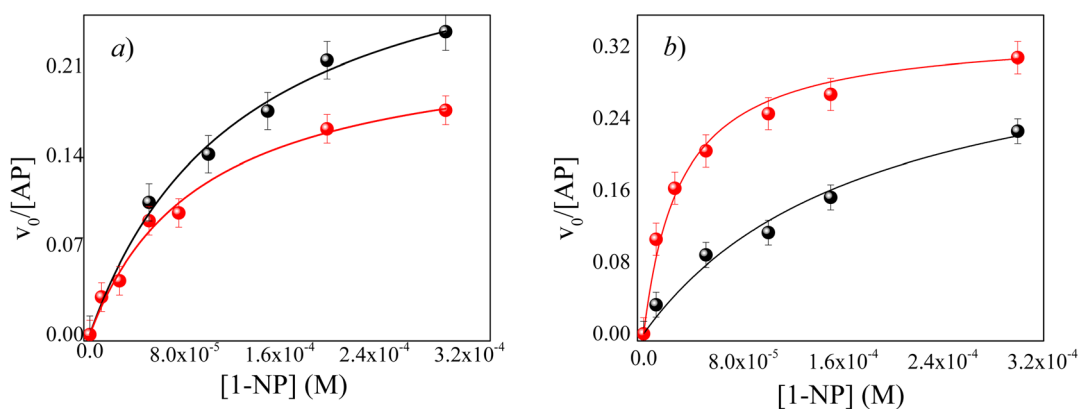 a)
0.21
0.14
0.07
0.00
v₀/[AP]
0.0 8.0x10⁻⁵ 1.6x10⁻⁴ 2.4x10⁻⁴ 3.2x10⁻⁴
[1-NP] (M)
b)
0.32
0.24
0.16
0.08
0.00
v₀/[AP]
0.0 8.0x10⁻⁵ 1.6x10⁻⁴ 2.4x10⁻⁴ 3.2x10⁻⁴
[1-NP] (M)